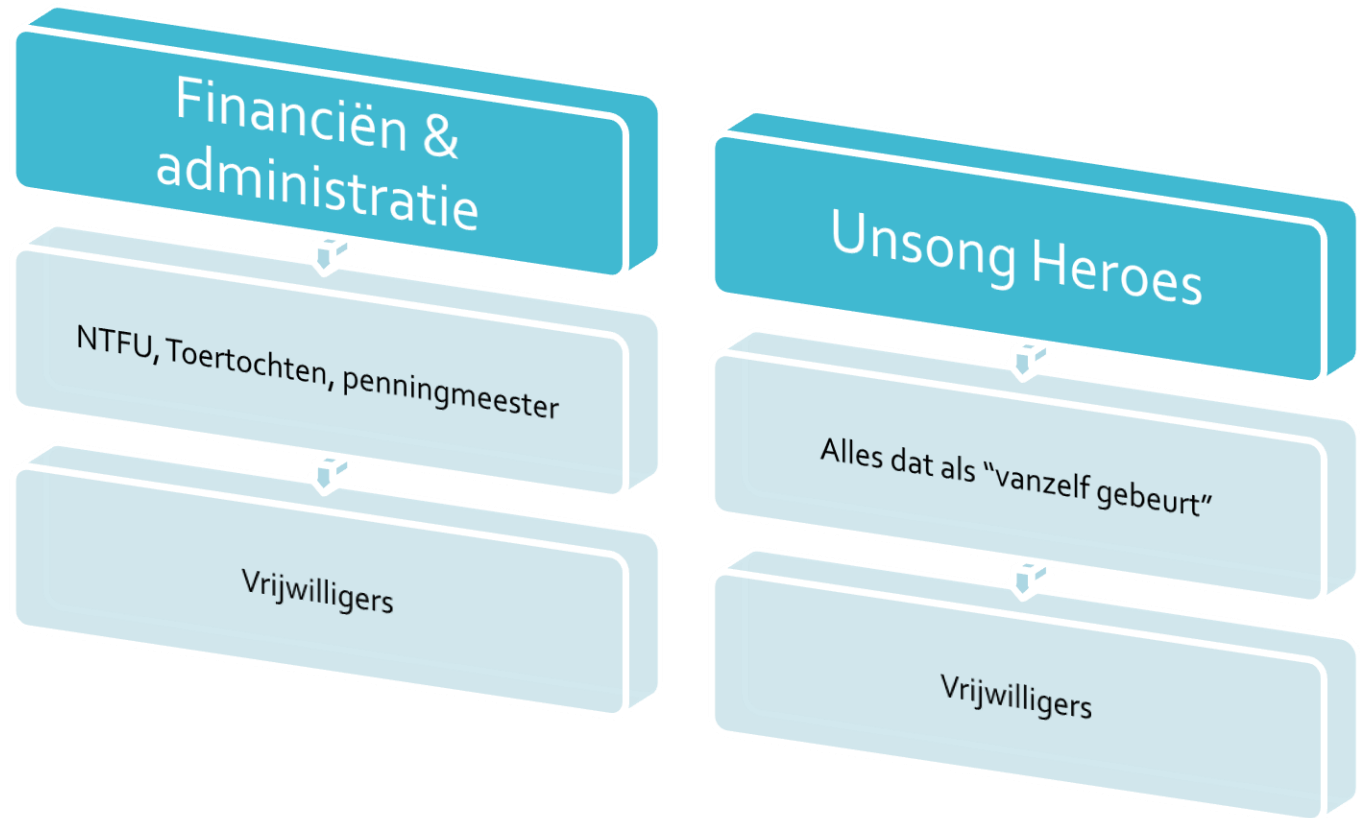 Financiën &
administratie
NTFU, Toertochten, penningmeester
Vrijwilligers
Unsong Heroes
Alles dat als “vanzelf gebeurt”
Vrijwilligers